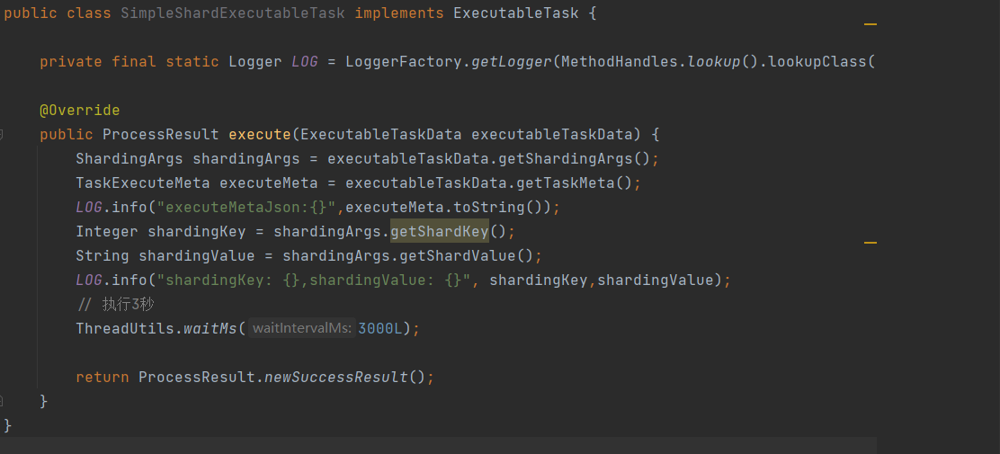 public class SimpleShardExecutableTask implements ExecutableTask {
private final static Logger LOG = LoggerFactory.getLogger(MethodHandles.lookup().lookupClass(
@Override
public ProcessResult execute(ExecutableTaskData executableTaskData) {
ShardingArgs shardingArgs = executableTaskData.getShardingArgs();
TaskExecuteMeta executeMeta = executableTaskData.getTaskMeta();
LOG.info("executeMetaJson:{}",executeMeta.toString());
Integer shardingKey = shardingArgs.getShardKey();
String shardingValue = shardingArgs.getShardValue();
LOG.info("shardingKey: {},shardingValue: {}", shardingKey,shardingValue);
// 执行3秒
ThreadUtils.waitMs( waitIntervalMs: 3000L);
return ProcessResult.newSuccessResult();
}
}